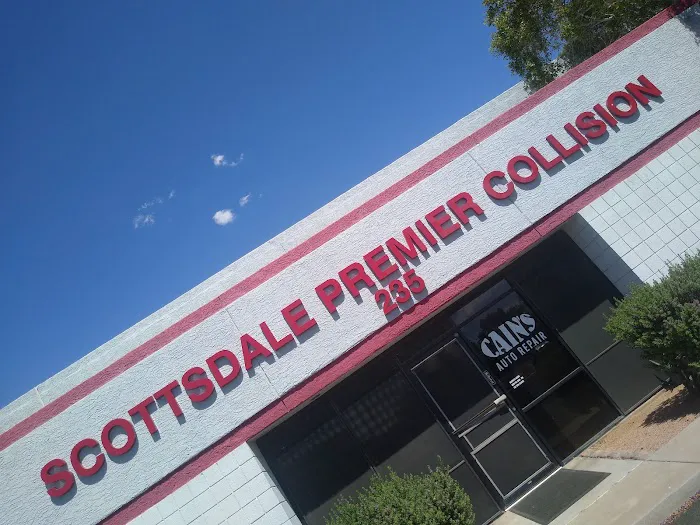 SCOTTSDALE PREMIER COLLISION
235
CAIN'S
AUTO REPAIR